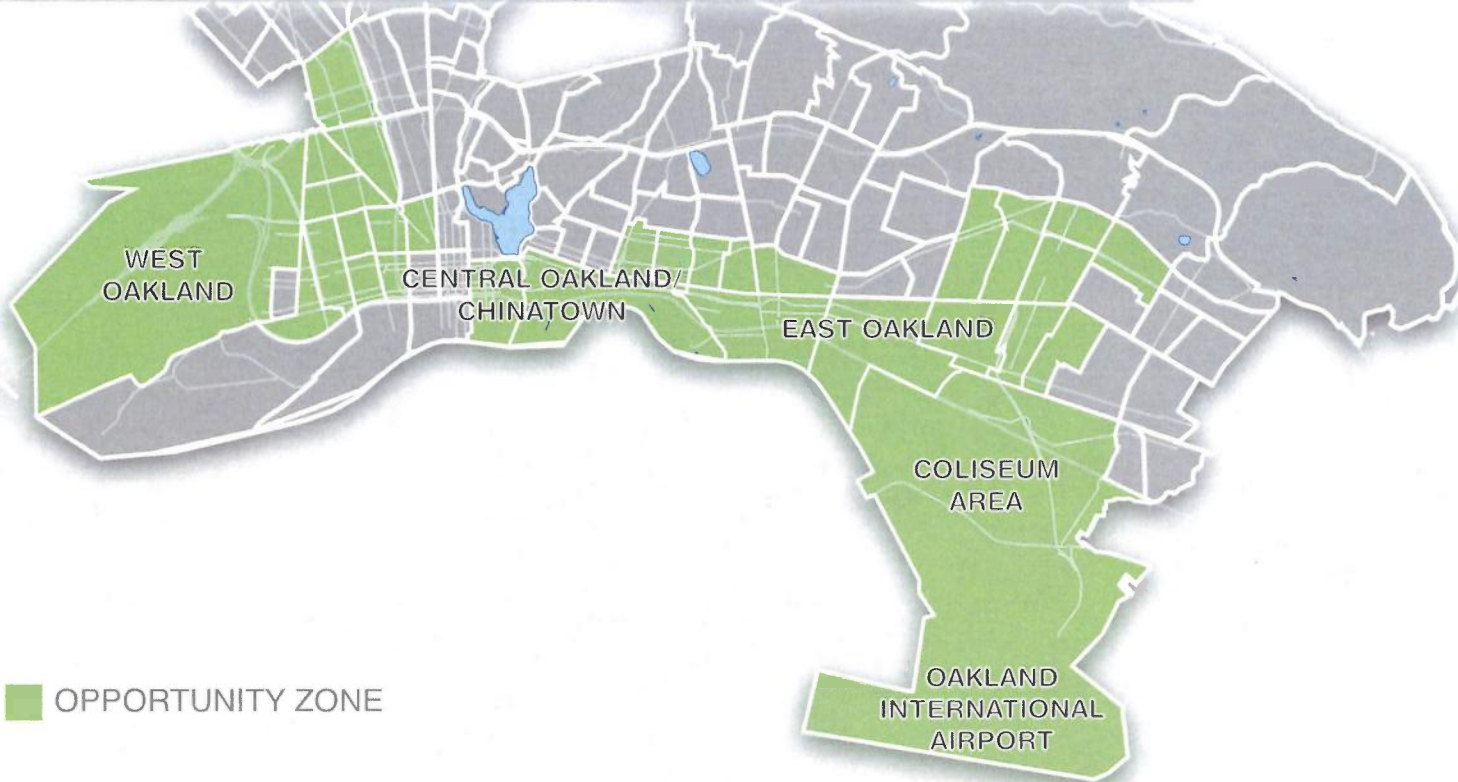 WEST
OAKLAND
CENTRAL OAKLAND/
CHINATOWN
EAST OAKLAND
COLISEUM
AREA
OAKLAND
INTERNATIONAL
AIRPORT
OPPORTUNITY ZONE